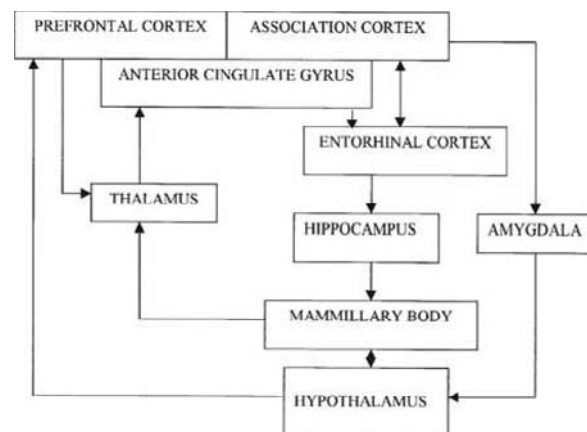 PREFRONTAL CORTEX
ASSOCIATION CORTEX
ANTERIOR CINGULATE GYRUS
ENTORHINAL CORTEX
THALAMUS
HIPPOCAMPUS
AMYGDALA
MAMMILLARY BODY
HYPOTHALAMUS